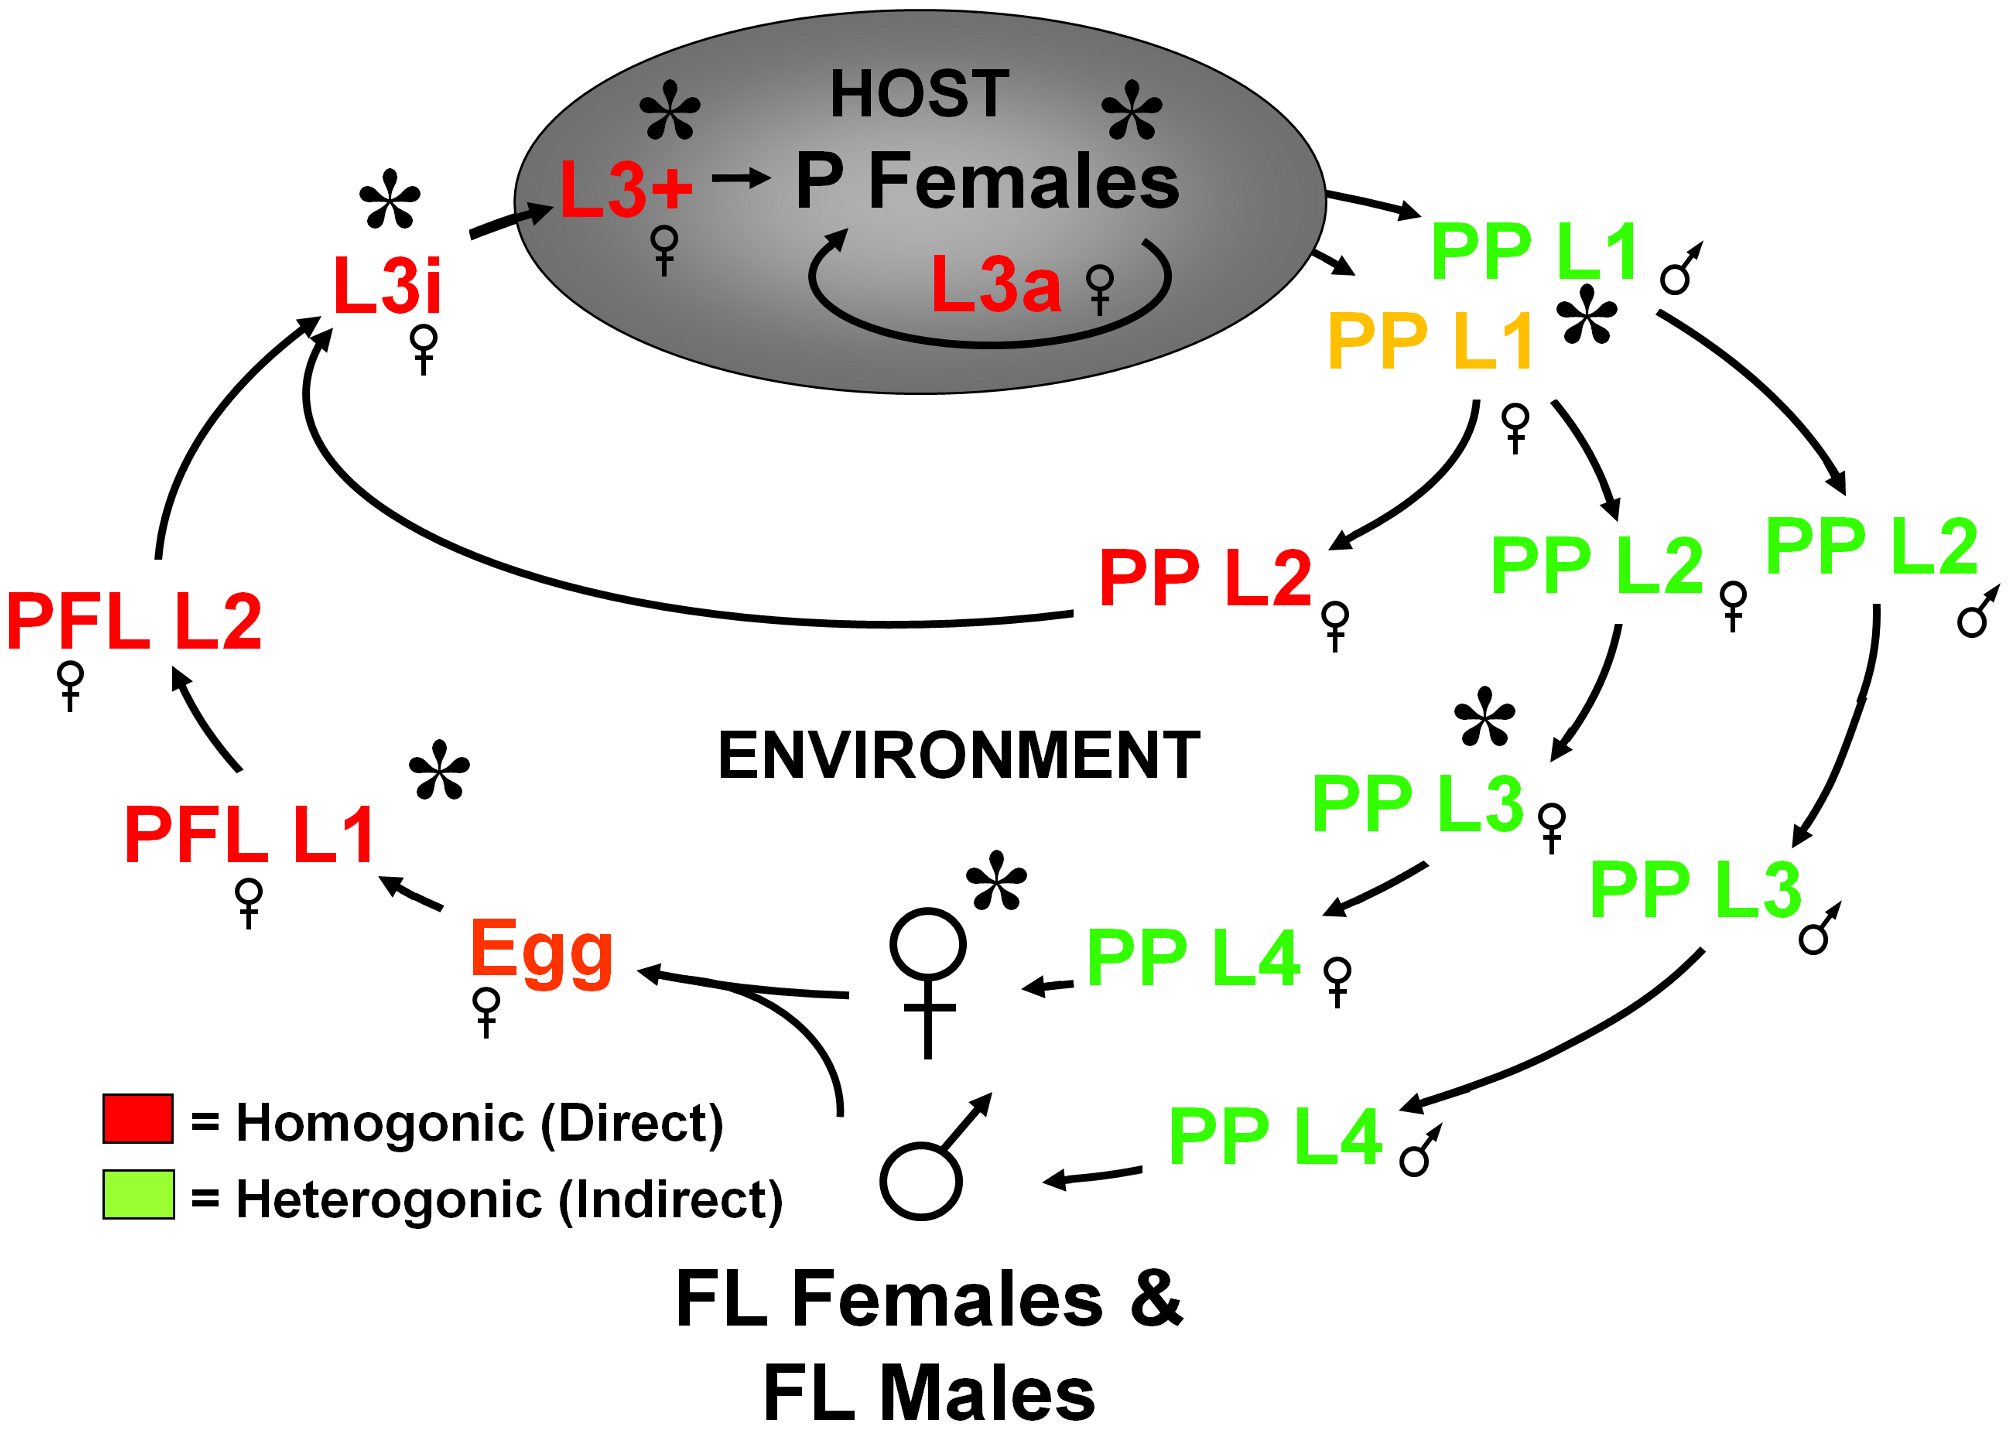 HOST
L3+
P Females
L3a
L3i
PP L1
PP L1
PP L2
PP L2
PP L2
PFL L2
ENVIRONMENT
PP L3
PFL L1
PP L3
Egg
PP L4
PP L4
= Homogonic (Direct)
= Heterogonic (Indirect)
FL Females &
FL Males